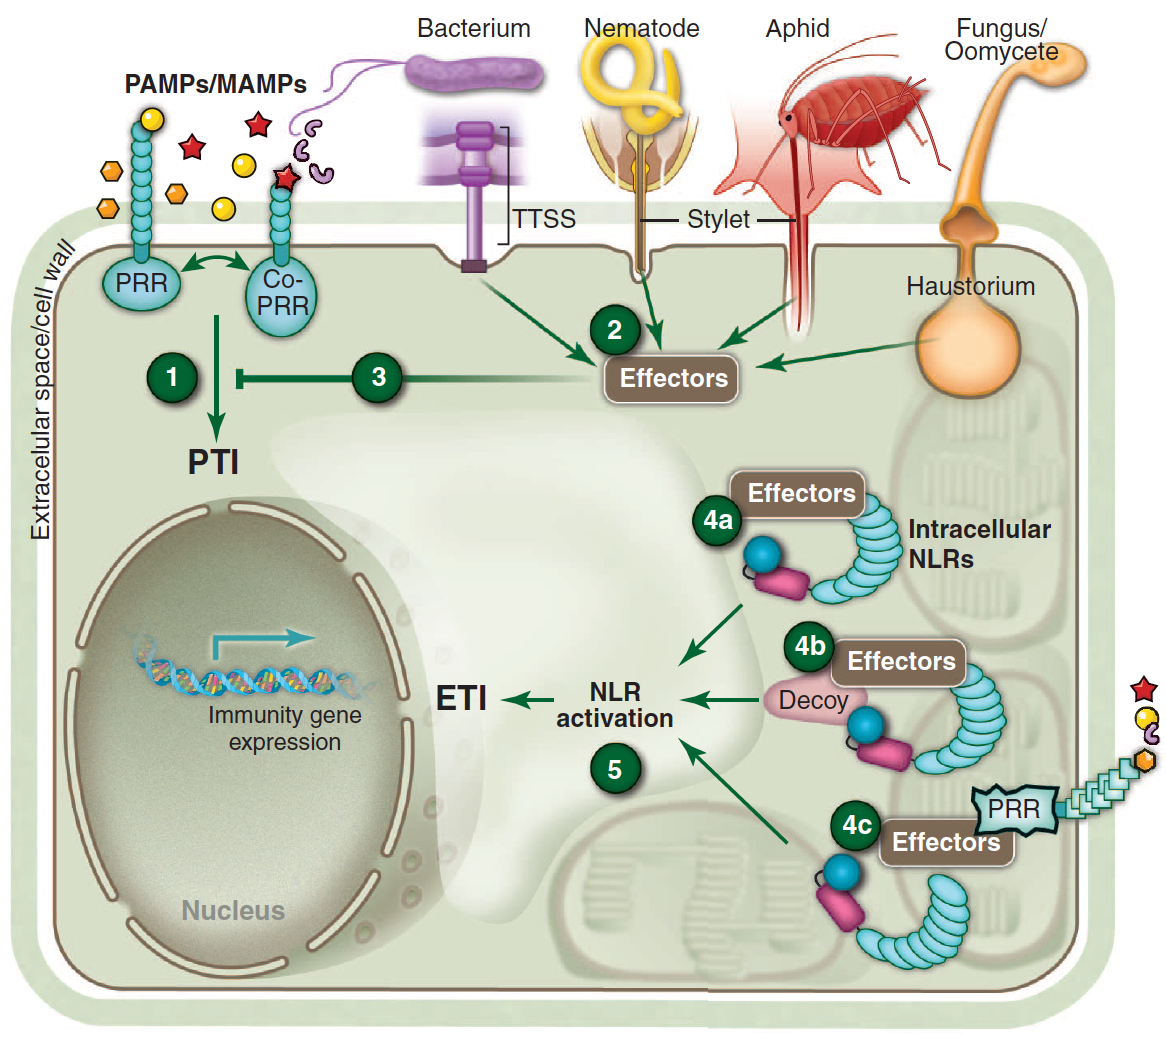 Bacterium
Nematode
Aphid
Fungus/
Oomycete
PAMPs/MAMPs
TTSS
Stylet
Extracelular space/cell wall
PRR
Co-
PRR
Haustorium
1
2
3
Effectors
PTI
4a
Effectors
Intracellular
NLRs
4b
Effectors
Decoy
ETI
NLR
activation
5
Immunity gene
expression
4c
Effectors
PRR
Nucleus